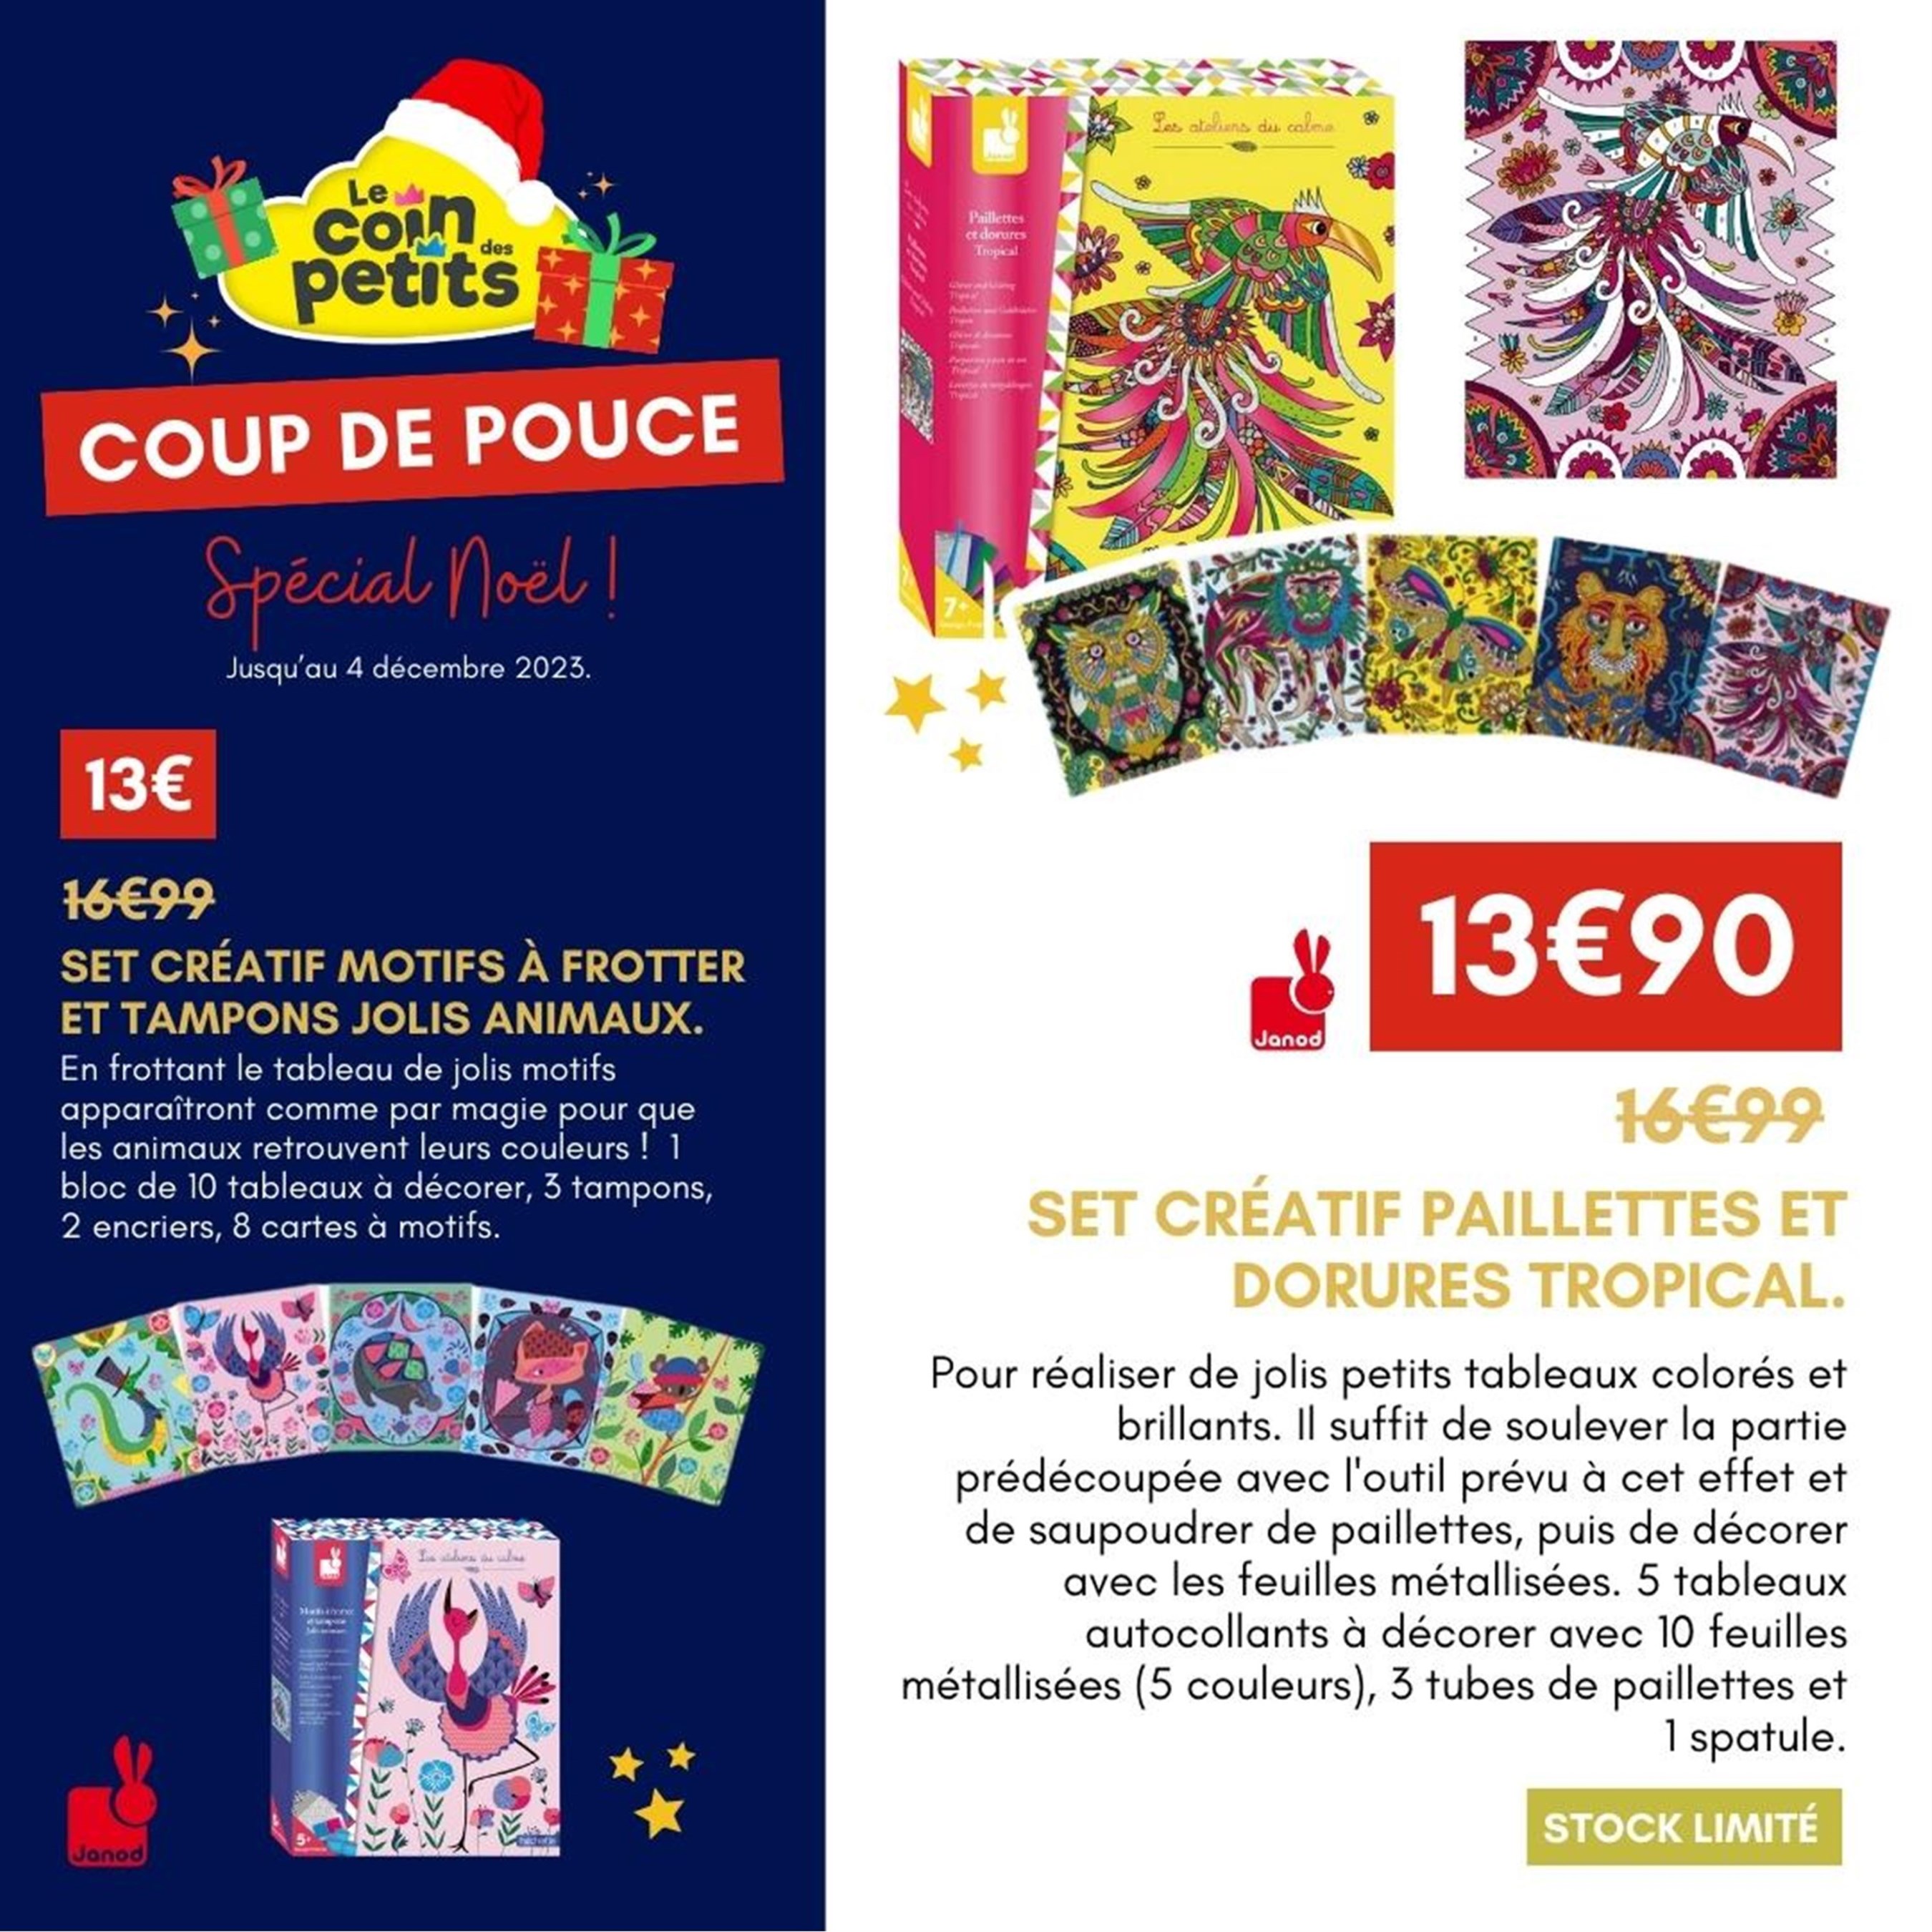 Le
coin
des
petits
COUP DE POUCE
Spécial Noël !
Jusqu'au 4 décembre 2023.
13€
16€99
SET CRÉATIF MOTIFS À FROTTER
ET TAMPONS JOLIS ANIMAUX.
En frottant le tableau de jolis motifs
apparaîtront comme par magie pour que
les animaux retrouvent leurs couleurs ! 1
bloc de 10 tableaux à décorer, 3 tampons,
2 encriers, 8 cartes à motifs.
Les ateliers du calme
5+
Janod
Janod
Les ateliers du calme
Paillettes
et dorures
Tropical
7+
Janod
13€90
16€99
SET CRÉATIF PAILLETTES ET
DORURES TROPICAL.
Pour réaliser de jolis petits tableaux colorés et
brillants. Il suffit de soulever la partie
prédécoupée avec l'outil prévu à cet effet et
de saupoudrer de paillettes, puis de décorer
avec les feuilles métallisées. 5 tableaux
autocollants à décorer avec 10 feuilles
métallisées (5 couleurs), 3 tubes de paillettes et
1 spatule.
STOCK LIMITÉ